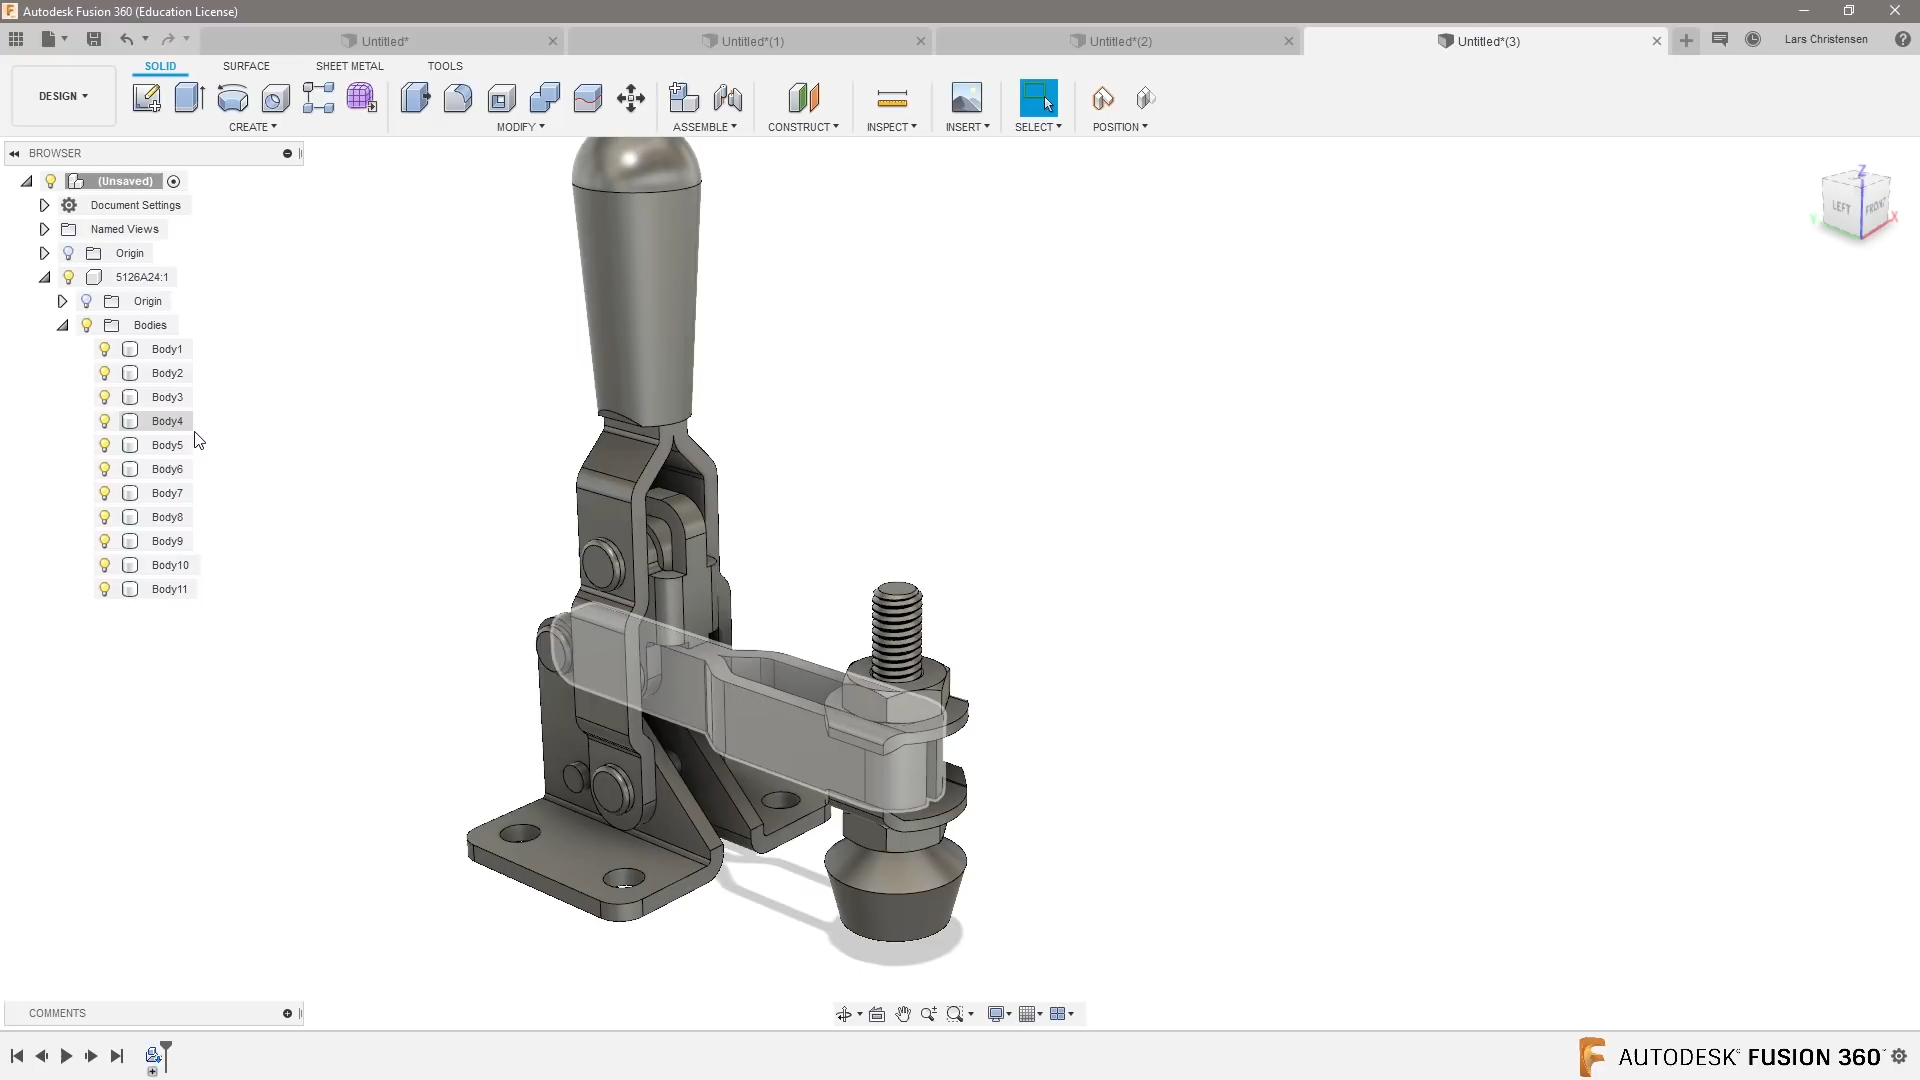 Autodesk Fusion 360 (Education License)
Untitled*
Untitled*(1)
Untitled*(2)
Untitled*(3)
Lars Christensen
DESIGN
SOLID
SURFACE
SHEET METAL
TOOLS
CREATE
MODIFY
ASSEMBLE
CONSTRUCT
INSPECT
INSERT
SELECT
POSITION
BROWSER
(Unsaved)
Document Settings
Named Views
Origin
5126A24:1
Origin
Bodies
Body1
Body2
Body3
Body4
Body5
Body6
Body7
Body8
Body9
Body10
Body11
Z
LEFT
FRONT
Y
X
COMMENTS
AUTODESK® FUSION 360™